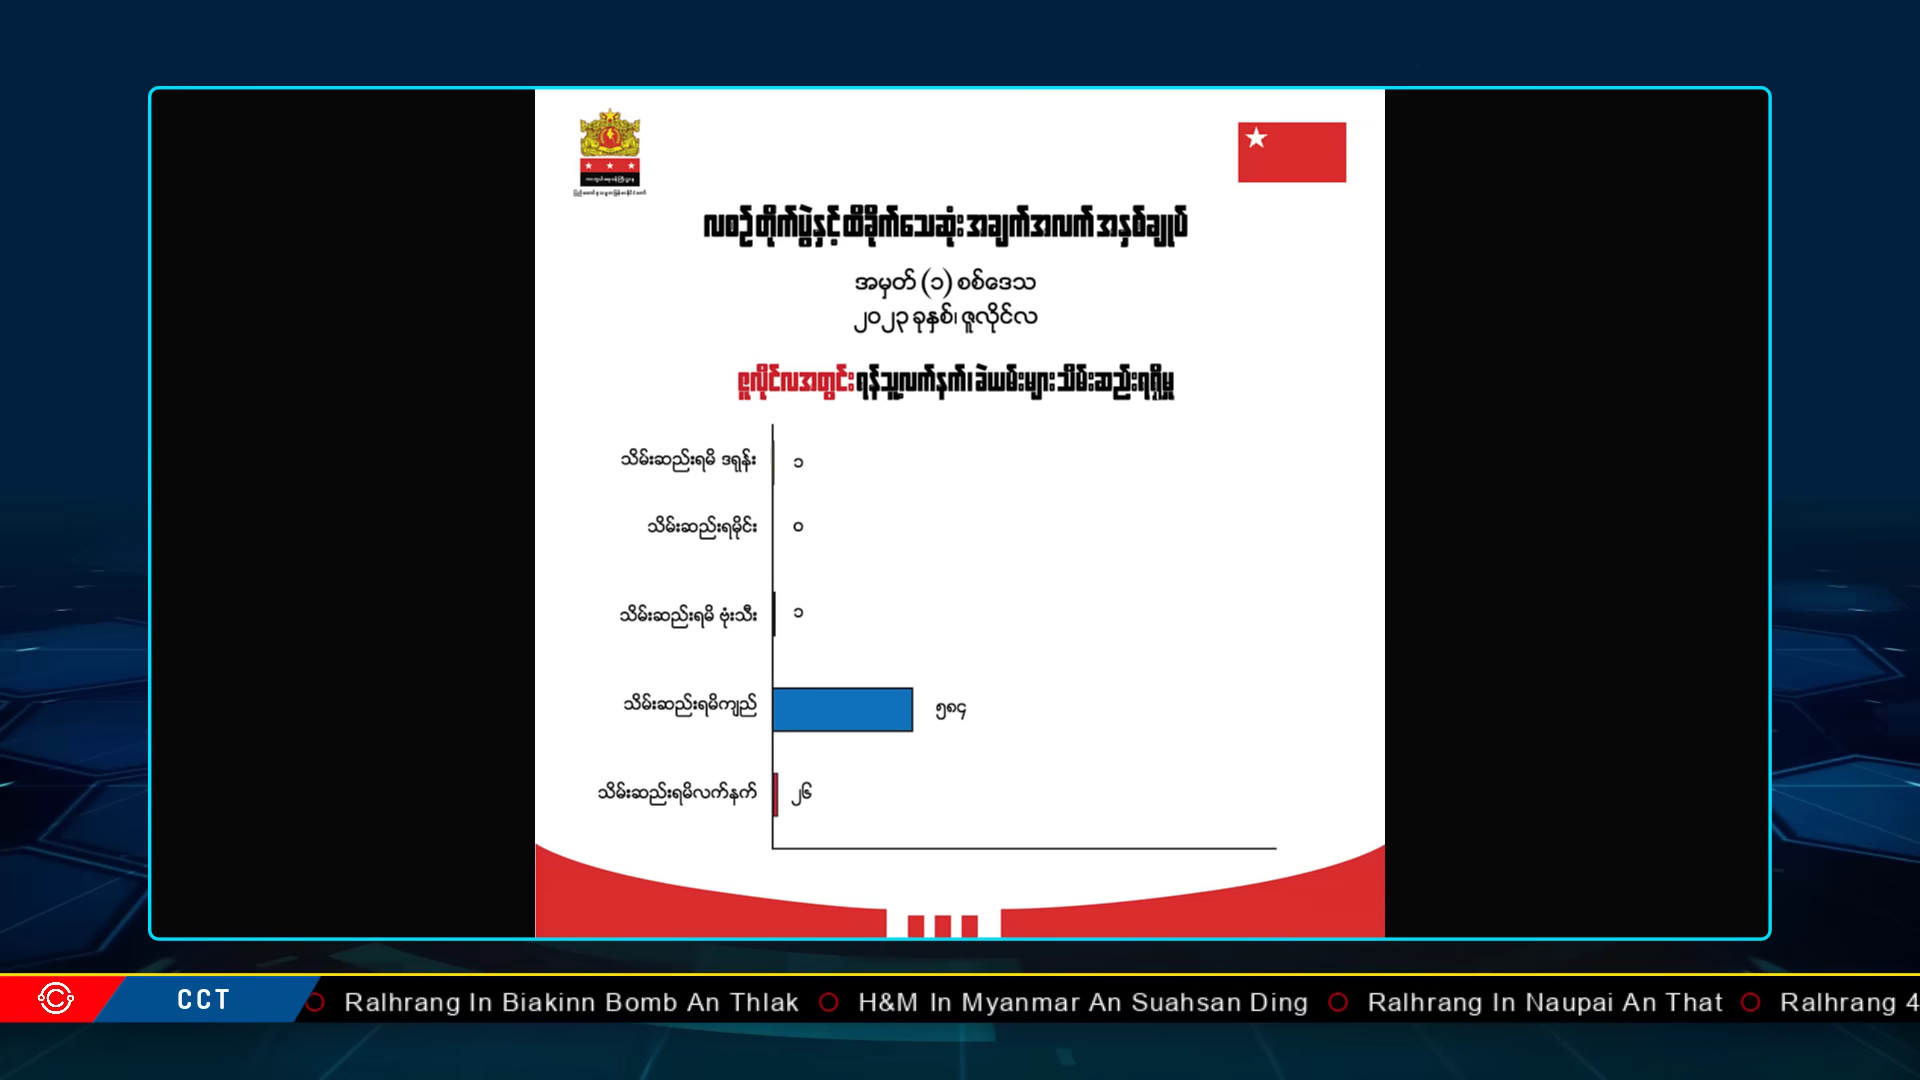 လစဉ်တိုက်ပွဲနှင့်ထိခိုက်သေဆုံးအချက်အလက်အနှစ်ချုပ်
အမှတ် (၁) စစ်ဒေသ
၂၀၂၃ ခုနှစ်၊ ဇူလိုင်လ
ဇူလိုင်လအတွင်း ရန်သူ့လက်နက်၊ ခဲယမ်းများ သိမ်းဆည်းရရှိမှု
သိမ်းဆည်းရမိ ဒရုန်း ၁
သိမ်းဆည်းရမိုင်း ၀
သိမ်းဆည်းရမိ ဗုံးသီး ၁
သိမ်းဆည်းရမိကျည် ၅၈၄
သိမ်းဆည်းရမိလက်နက် ၂၆
CCT Ralhrang In Biakinn Bomb An Thlak H&M In Myanmar An Suahsan Ding Ralhrang In Naupai An That Ralhrang 4